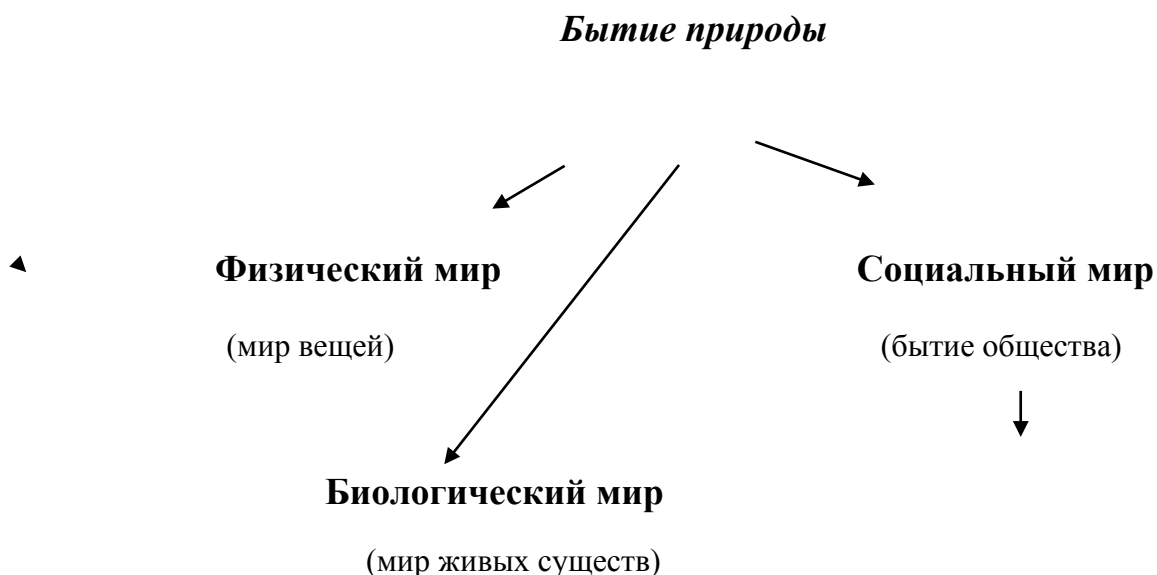 Бытие природы
Физический мир
Социальный мир
(мир вещей)
(бытие общества)
Биологический мир
(мир живых существ)